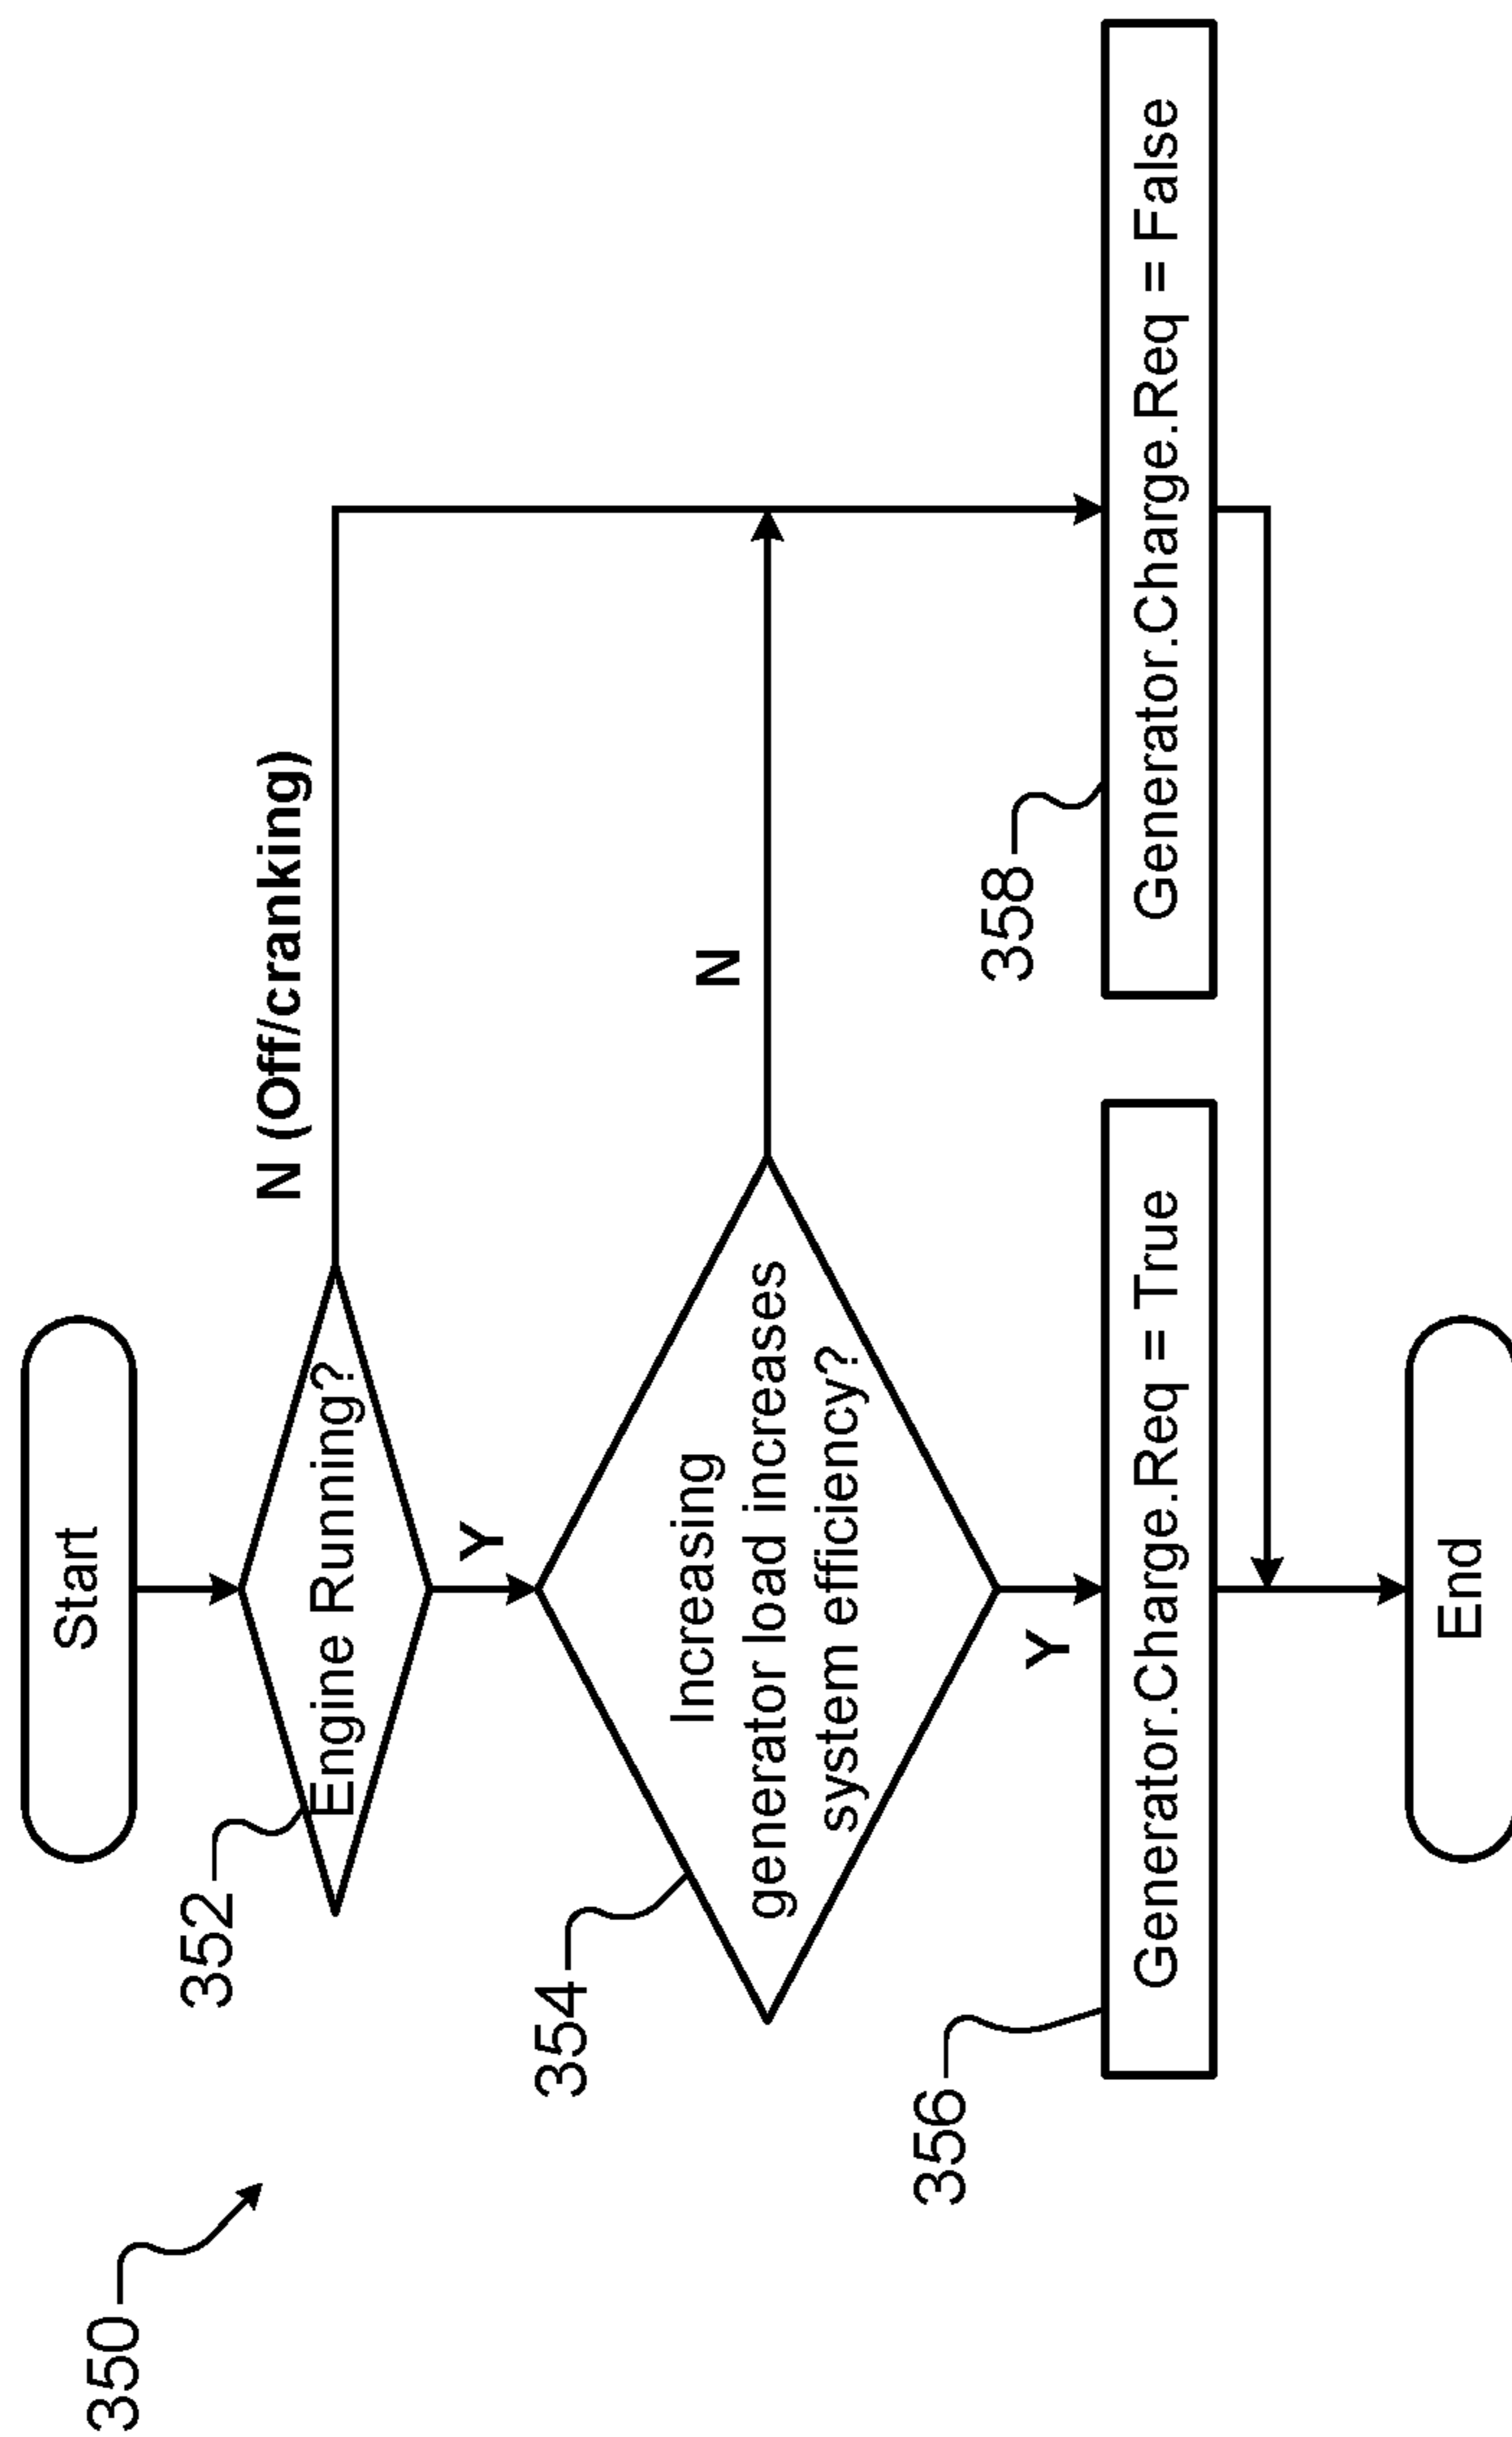 350
Start
352
Engine Running?
N (Off/cranking)
Y
354
Increasing
generator load increases
system efficiency?
N
Y
356
Generator.Charge.Req = True
358
Generator.Charge.Req = False
End